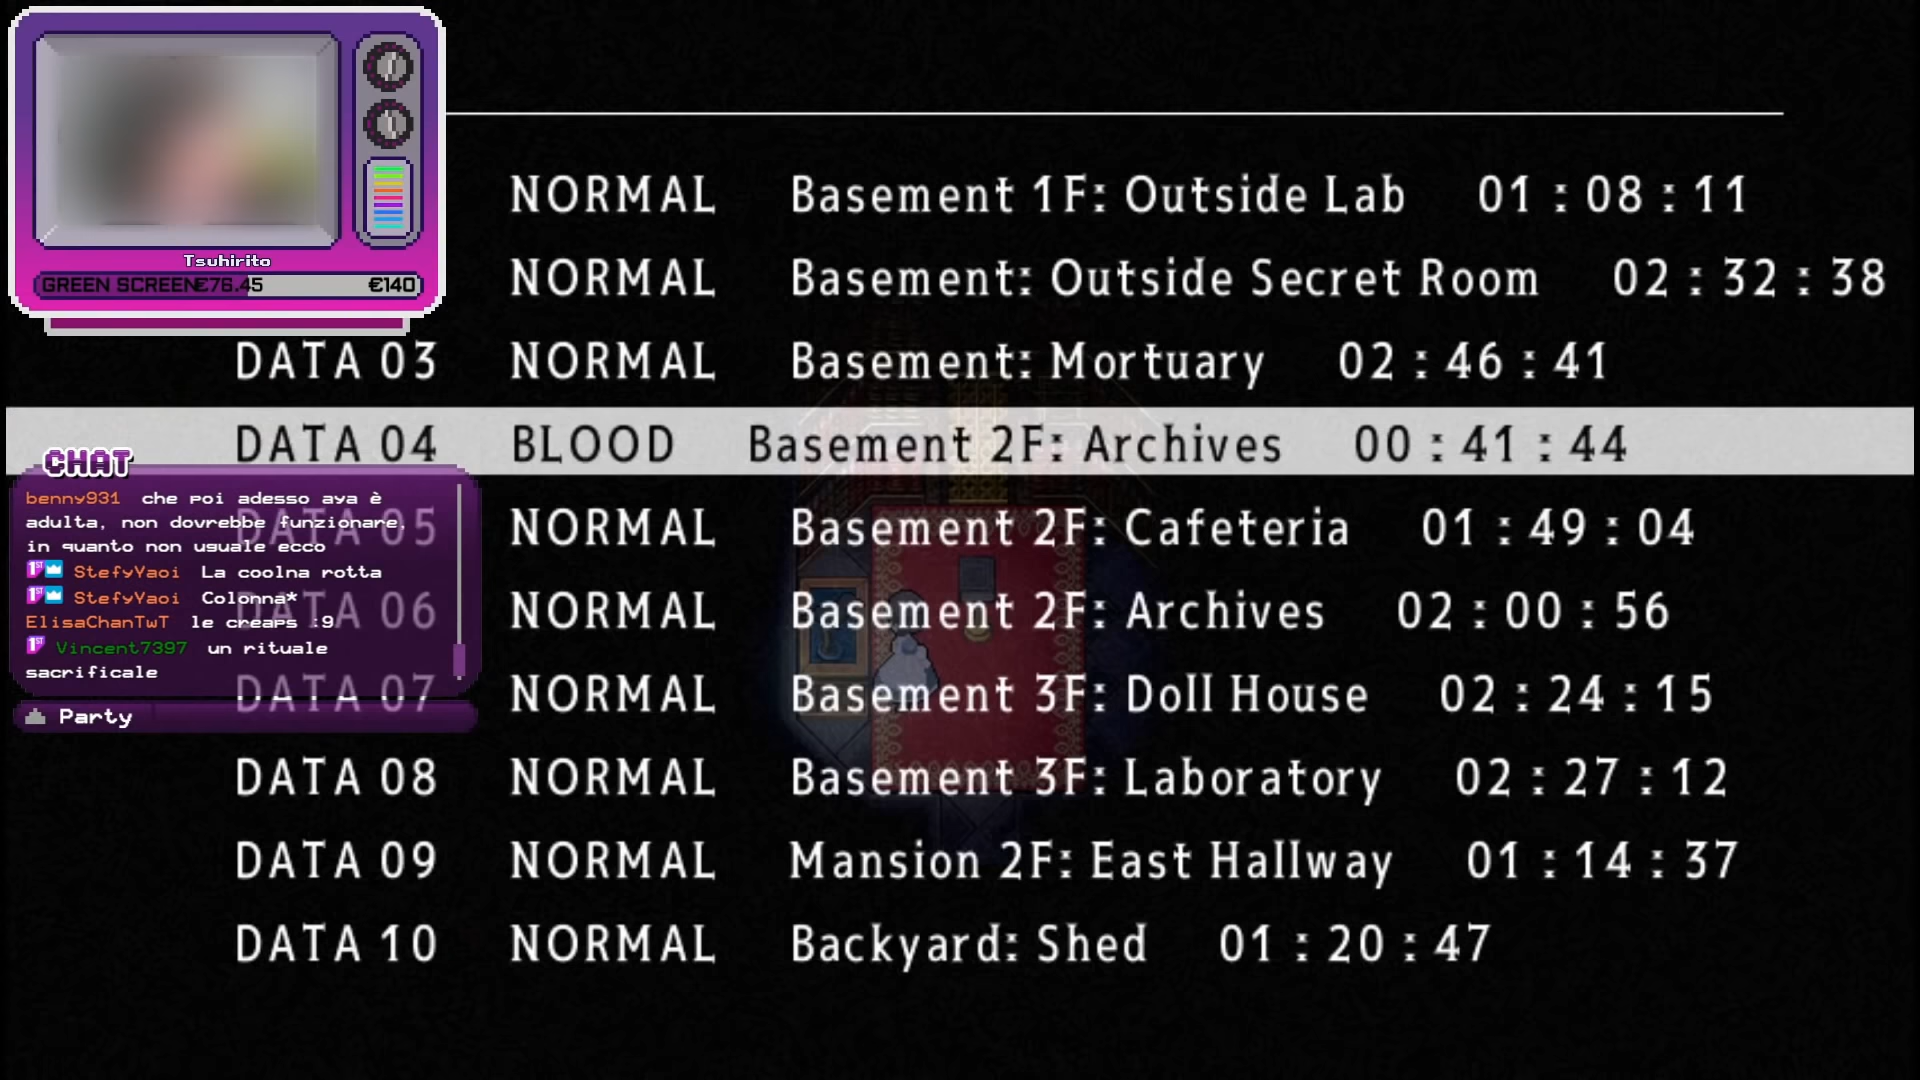 Tsuhirito
GREEN SCREEN €76.45 €140
NORMAL Basement 1F: Outside Lab 01 : 08 : 11
NORMAL Basement: Outside Secret Room 02 : 32 : 38
DATA 03 NORMAL Basement: Mortuary 02 : 46 : 41
DATA 04 BLOOD Basement 2F: Archives 00 : 41 : 44
DATA 05 NORMAL Basement 2F: Cafeteria 01 : 49 : 04
DATA 06 NORMAL Basement 2F: Archives 02 : 00 : 56
DATA 07 NORMAL Basement 3F: Doll House 02 : 24 : 15
DATA 08 NORMAL Basement 3F: Laboratory 02 : 27 : 12
DATA 09 NORMAL Mansion 2F: East Hallway 01 : 14 : 37
DATA 10 NORMAL Backyard: Shed 01 : 20 : 47
CHAT
benny931 che poi adesso aya è
adulta, non dovrebbe funzionare,
in quanto non uguale ecco
1ST StefyYaoi La coolna rotta
1ST StefyYaoi Colonna*
ElisaChanTwT le creaps :9
1ST Vincent7397 un rituale
sacrificale
Party